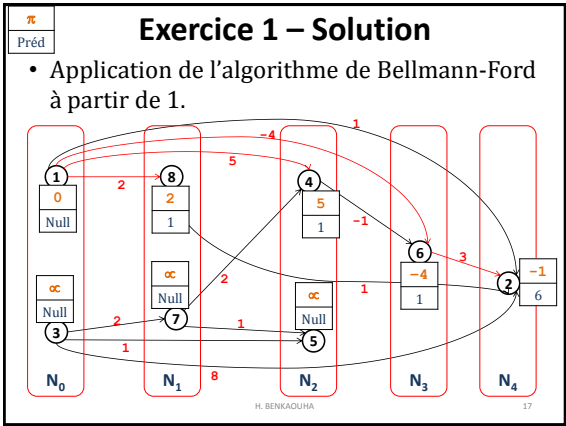 π
Préd
Exercice 1 – Solution
• Application de l’algorithme de Bellmann-Ford
à partir de 1.
1
-4
5
1
2
8
4
0
Null
2
1
5
1
-1
6
3
-4
1
2
-1
6
∝
Null
∝
Null
∝
Null
2
1
3
2
7
1
5
1
8
N0
N1
N2
N3
N4
H. BENKAOUHA
17